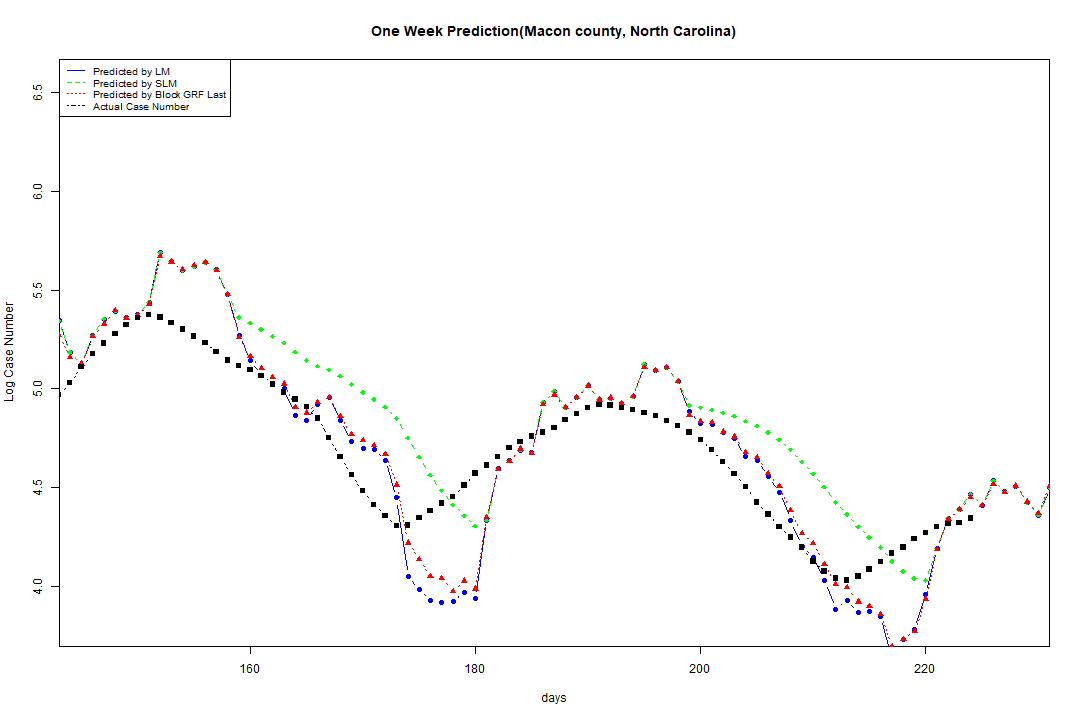 One Week Prediction(Macon county, North Carolina)
Predicted by LM
Predicted by SLM
Predicted by Block GRF Last
Actual Case Number
Log Case Number
6.5
6.0
5.5
5.0
4.5
4.0
160 180 200 220
days